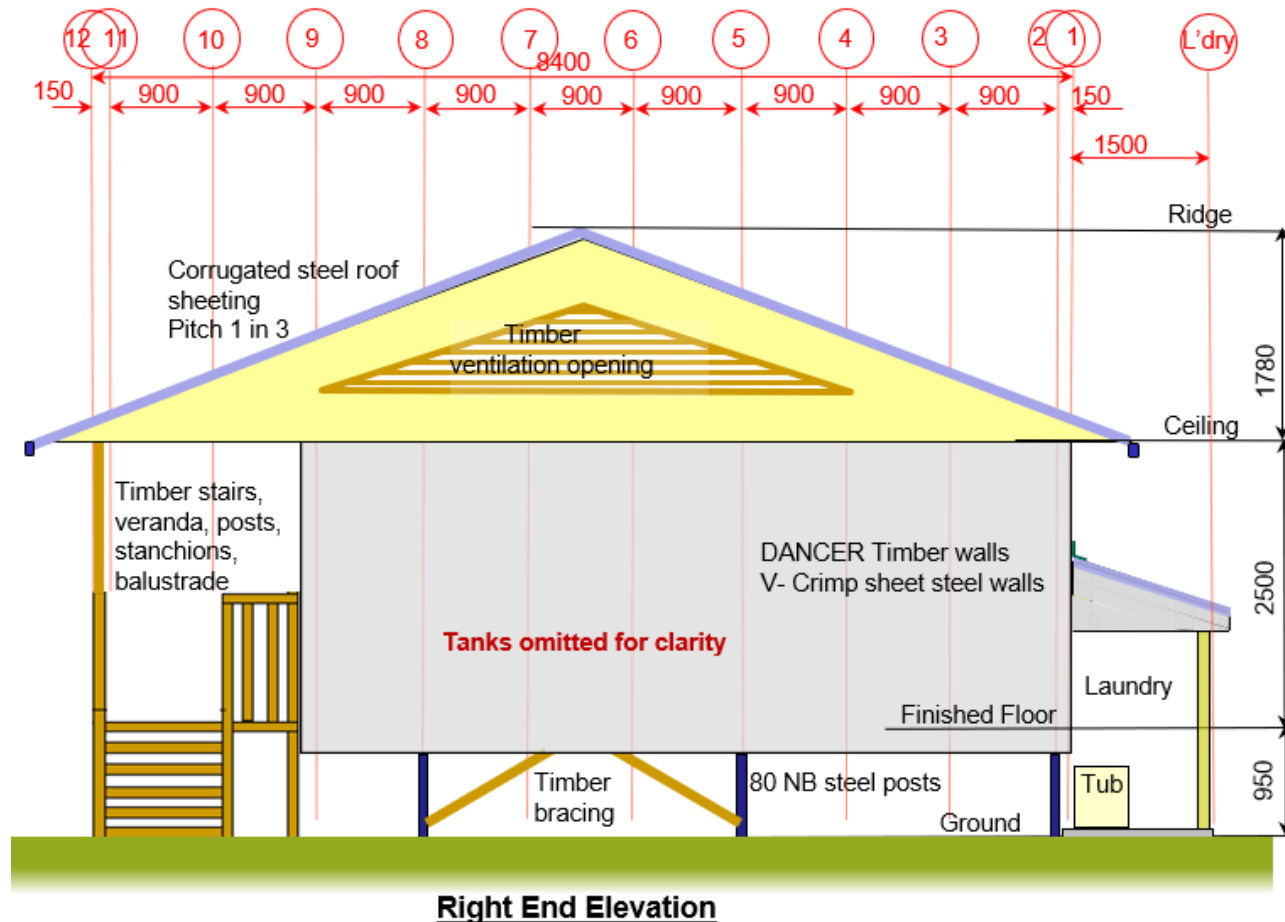 12
11
10
9
8
7
6
5
4
3
2
1
L'dry
8400
150
900
900
900
900
900
900
900
900
900
150
1500
Ridge
Corrugated steel roof
sheeting
Pitch 1 in 3
Timber
ventilation opening
1780
Ceiling
Timber stairs,
veranda, posts,
stanchions,
balustrade
DANCER Timber walls
V- Crimp sheet steel walls
2500
Tanks omitted for clarity
Laundry
Finished Floor
Timber
bracing
80 NB steel posts
Tub
950
Ground
Right End Elevation